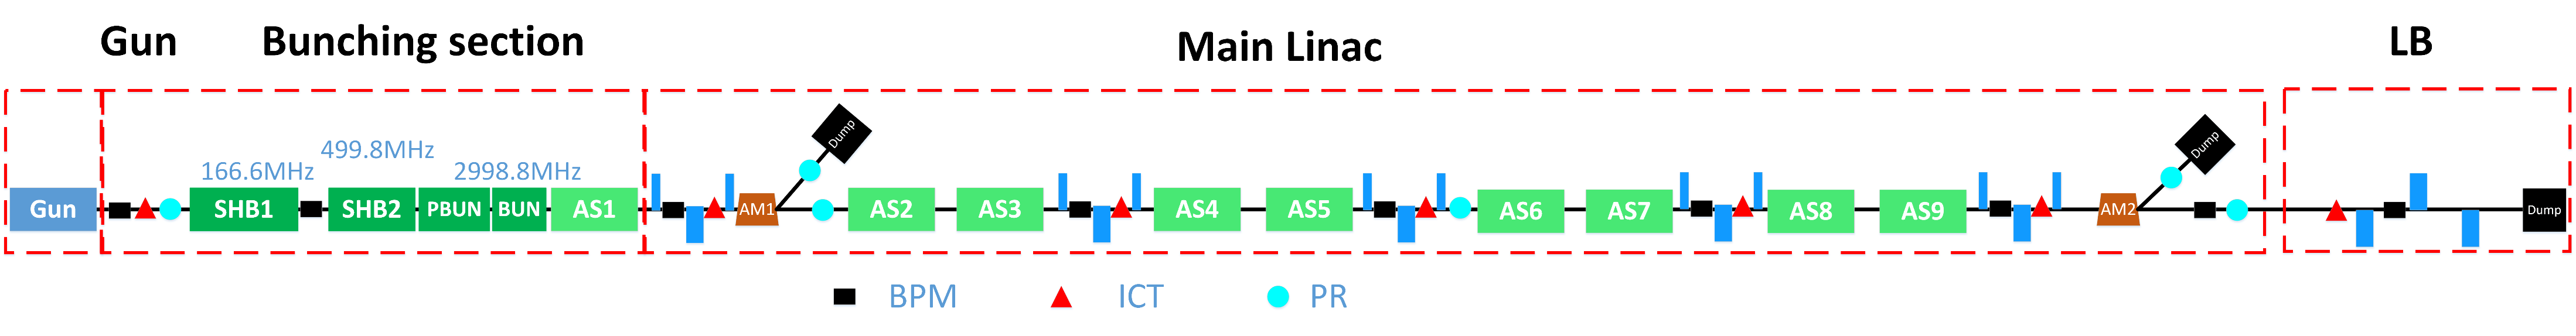 Gun
Bunching section
Main Linac
LB
166.6MHz
499.8MHz
2998.8MHz
Gun
SHB1
SHB2
PBUN
BUN
AS1
AM1
Dump
AS2
AS3
AS4
AS5
AS6
AS7
AS8
AS9
AM2
Dump
Dump
BPM
ICT
PR